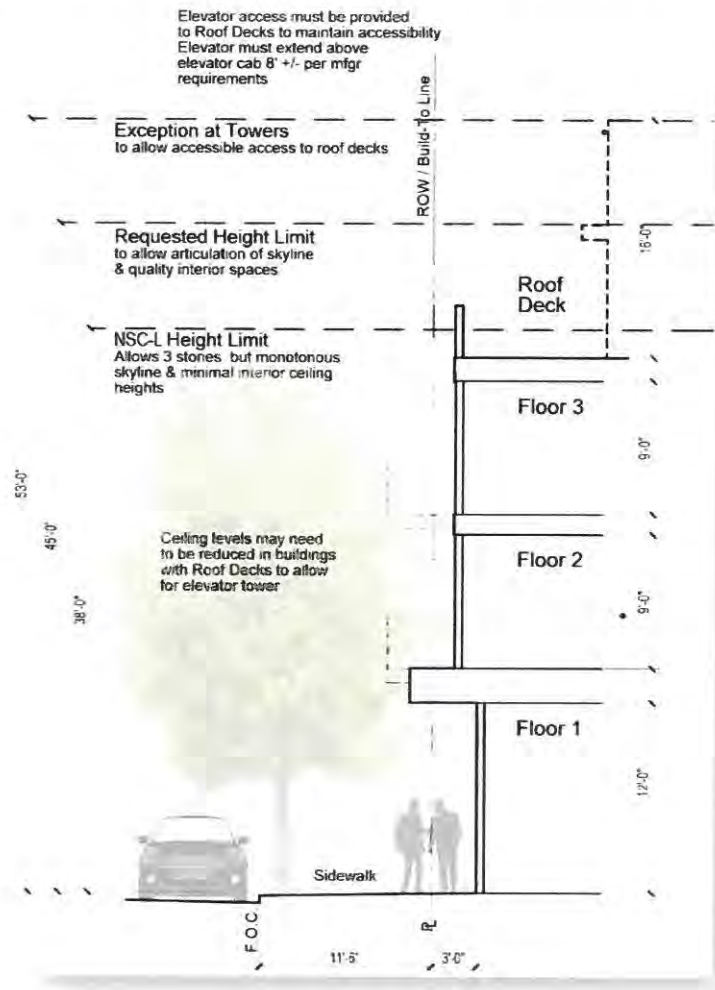 Elevator access must be provided
to Roof Decks to maintain accessibility
Elevator must extend above
elevator cab 8' +/- per mfgr
requirements
ROW / Build-To Line
Exception at Towers
to allow accessible access to roof decks
Requested Height Limit
to allow articulation of skyline
& quality interior spaces
16'-0"
Roof
Deck
NSC-L Height Limit
Allows 3 stories but monotonous
skyline & minimal interior ceiling
heights
Floor 3
9'-0"
53'-0"
45'-0"
38'-0"
Ceiling levels may need
to be reduced in buildings
with Roof Decks to allow
for elevator tower
Floor 2
9'-0"
Floor 1
12'-0"
Sidewalk
F.O.C.
PL
11'-6"
3'-0"